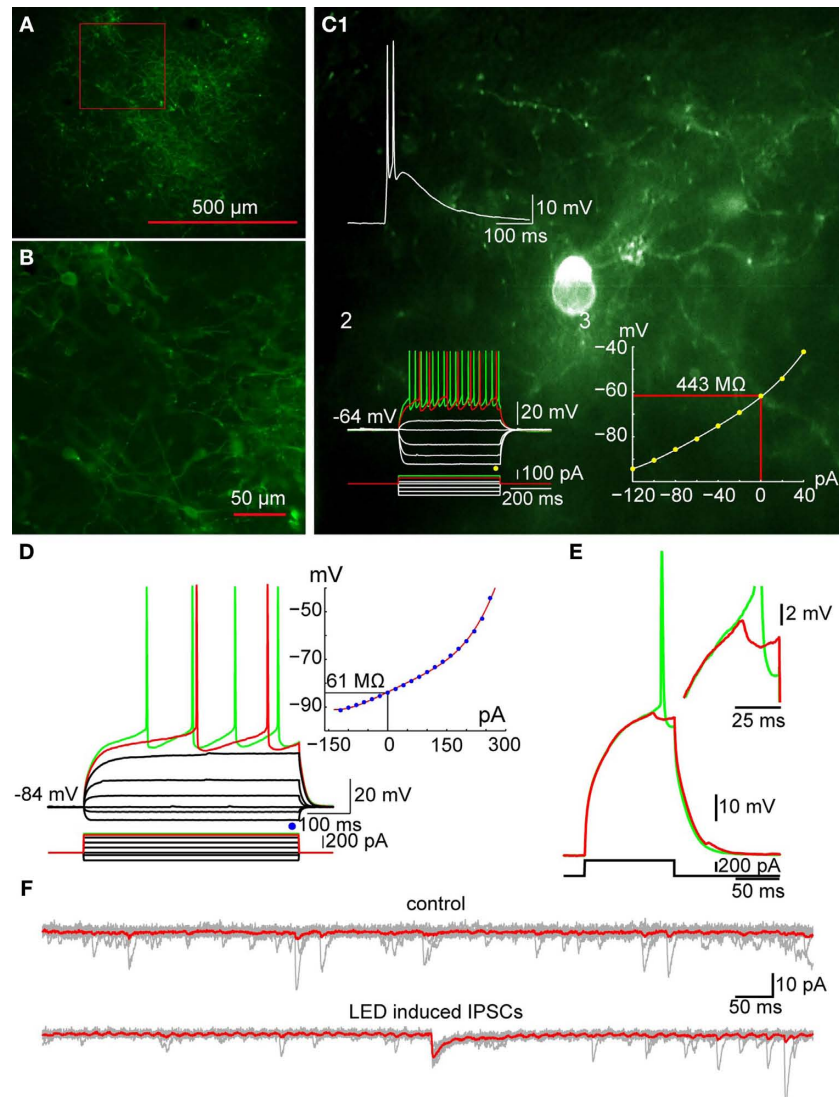 A
500 µm
B
50 µm
C1
10 mV
100 ms
2
-64 mV
20 mV
100 pA
200 ms
3
mV
−40
−60
−80
443 MΩ
pA
−120
−80
−40
0
40
D
-84 mV
20 mV
100 ms
200 pA
mV
−50
−70
−90
61 MΩ
pA
−150
0
150
300
E
2 mV
25 ms
10 mV
200 pA
50 ms
F
control
10 pA
50 ms
LED induced IPSCs